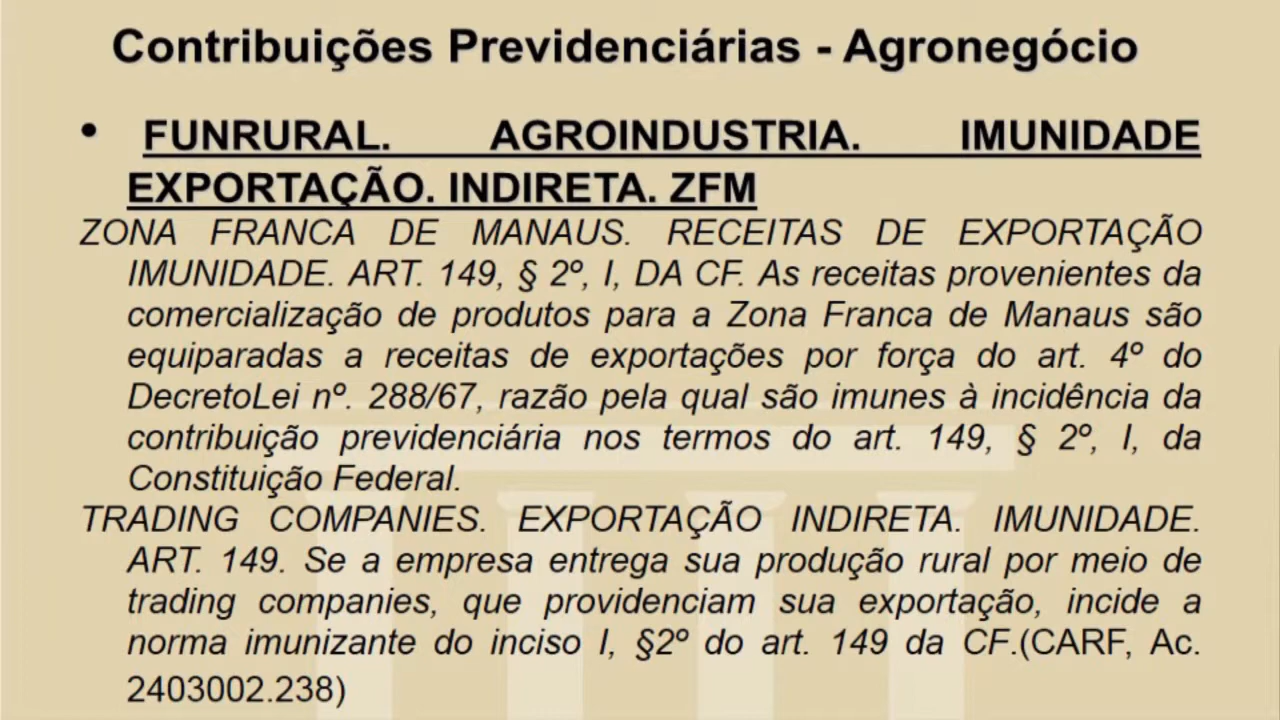 Contribuições Previdenciárias - Agronegócio
• FUNRURAL. AGROINDUSTRIA. IMUNIDADE
EXPORTAÇÃO. INDIRETA. ZFM
ZONA FRANCA DE MANAUS. RECEITAS DE EXPORTAÇÃO
IMUNIDADE. ART. 149, § 2º, I, DA CF. As receitas provenientes da
comercialização de produtos para a Zona Franca de Manaus são
equiparadas a receitas de exportações por força do art. 4º do
DecretoLei nº. 288/67, razão pela qual são imunes à incidência da
contribuição previdenciária nos termos do art. 149, § 2º, I, da
Constituição Federal.
TRADING COMPANIES. EXPORTAÇÃO INDIRETA. IMUNIDADE.
ART. 149. Se a empresa entrega sua produção rural por meio de
trading companies, que providenciam sua exportação, incide a
norma imunizante do inciso I, §2º do art. 149 da CF.(CARF, Ac.
2403002.238)